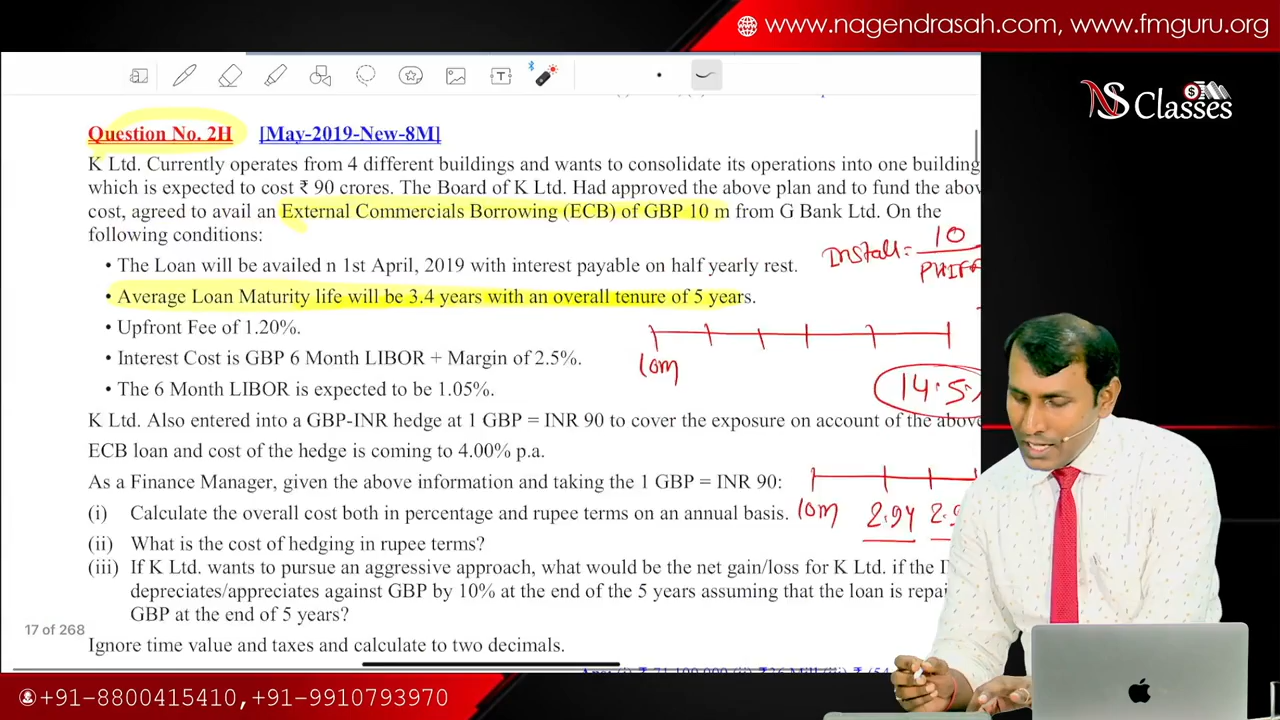 www.nagendrasah.com, www.fmguru.org
NS Classes
Question No. 2H [May-2019-New-8M]
K Ltd. Currently operates from 4 different buildings and wants to consolidate its operations into one building
which is expected to cost ₹ 90 crores. The Board of K Ltd. Had approved the above plan and to fund the abov
cost, agreed to avail an External Commercials Borrowing (ECB) of GBP 10 m from G Bank Ltd. On the
following conditions:
Install = 10
• The Loan will be availed n 1st April, 2019 with interest payable on half yearly rest.
• Average Loan Maturity life will be 3.4 years with an overall tenure of 5 years.
• Upfront Fee of 1.20%.
• Interest Cost is GBP 6 Month LIBOR + Margin of 2.5%.
10m
• The 6 Month LIBOR is expected to be 1.05%.
14.5
K Ltd. Also entered into a GBP-INR hedge at 1 GBP = INR 90 to cover the exposure on account of the above
ECB loan and cost of the hedge is coming to 4.00% p.a.
As a Finance Manager, given the above information and taking the 1 GBP = INR 90:
(i) Calculate the overall cost both in percentage and rupee terms on an annual basis.
10m 2.94 2.9
(ii) What is the cost of hedging in rupee terms?
(iii) If K Ltd. wants to pursue an aggressive approach, what would be the net gain/loss for K Ltd. if the I
depreciates/appreciates against GBP by 10% at the end of the 5 years assuming that the loan is repai
GBP at the end of 5 years?
17 of 268
Ignore time value and taxes and calculate to two decimals.
+91-8800415410,+91-9910793970